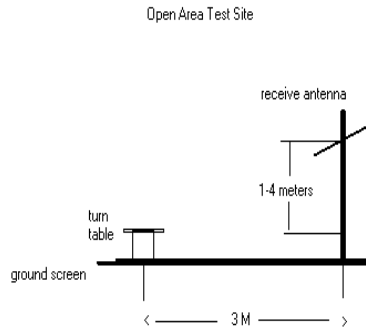 Open Area Test Site
receive antenna
1-4 meters
turn
table
ground screen
3 M